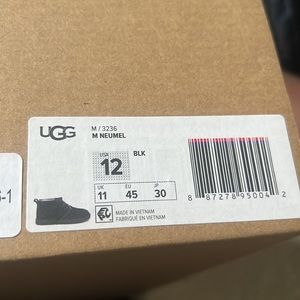 UGG
M / 3236
M NEUMEL
USA
12
BLK
UK EU JP
11 45 30
MADE IN VIETNAM
FABRIQUÉ EN VIETNAM
8 87278 95004 2
-1